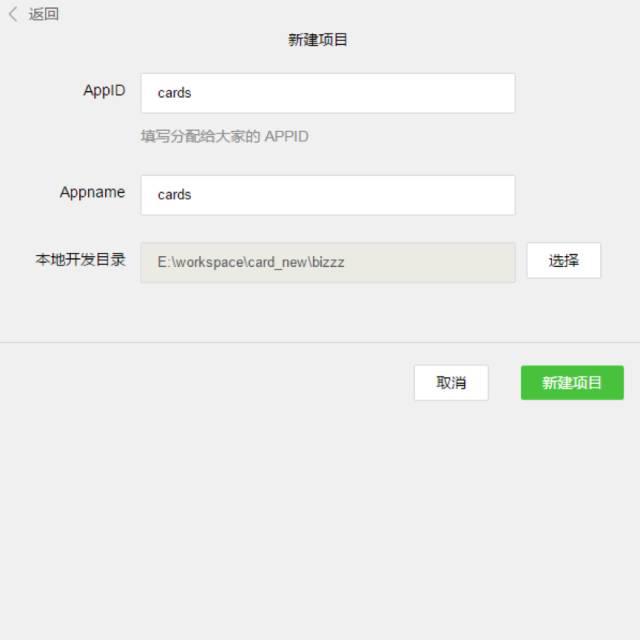 返回
新建项目
AppID
cards
填写分配给大家的 APPID
Appname
cards
本地开发目录
E:\workspace\card_new\bizzz
选择
取消
新建项目